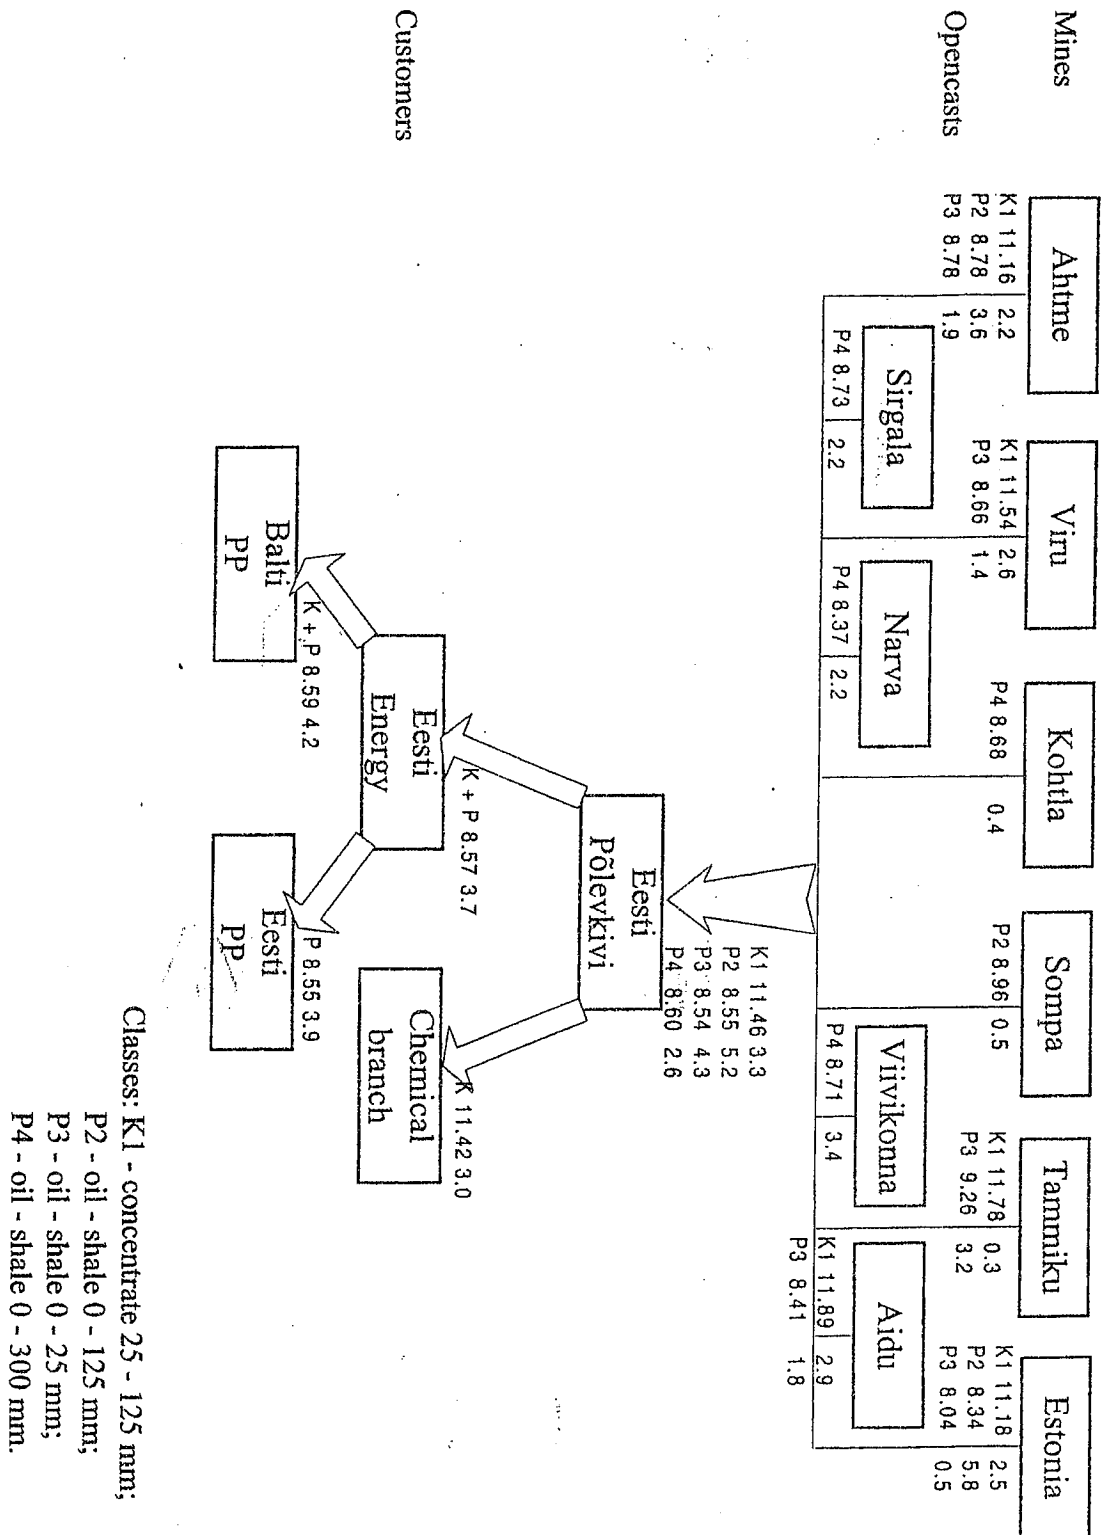 Mines
Ahtme
Viru
Kohtla
Sompa
Tammiku
Estonia
K1 11.16 2.2
P2 8.78 3.6
P3 8.78 1.9
K1 11.54 2.6
P3 8.66 1.4
P4 8.68 0.4
P2 8.96 0.5
K1 11.78 0.3
P3 9.26 3.2
K1 11.18 2.5
P2 8.34 5.8
P3 8.04 0.5
Opencasts
Sirgala
Narva
Viivikonna
Aidu
P4 8.73 2.2
P4 8.37 2.2
P4 8.71 3.4
K1 11.89 2.9
P3 8.41 1.8
K1 11.46 3.3
P2 8.55 5.2
P3 8.54 4.3
P4 8.60 2.6
Eesti
Põlevkivi
Customers
K + P 8.57 3.7
K 11.42 3.0
Eesti
Energy
Chemical
branch
K + P 8.59 4.2
P 8.55 3.9
Balti
PP
Eesti
PP
Classes: K1 - concentrate 25 - 125 mm;
P2 - oil - shale 0 - 125 mm;
P3 - oil - shale 0 - 25 mm;
P4 - oil - shale 0 - 300 mm.